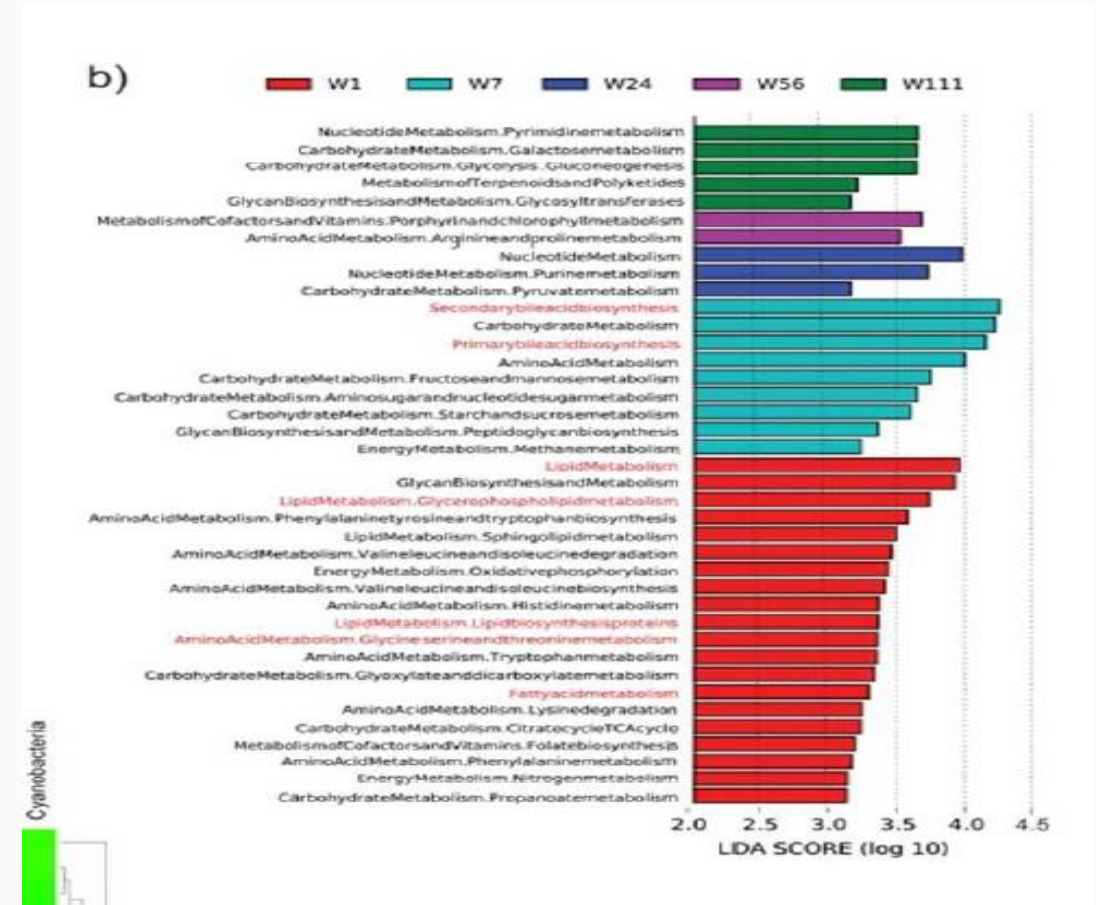 b)
W1 W7 W24 W56 W111
NucleotideMetabolism.Pyrimidinemetabolism
CarbohydrateMetabolism.Galactosemetabolism
CarbohydrateMetabolism.Glycolysis.Gluconeogenesis
MetabolismofTerpenoidsandPolyketides
GlycanBiosynthesisandMetabolism.Glycosyltransferases
MetabolismofCofactorsandVitamins.Porphyrinandchlorophyllmetabolism
AminoAcidMetabolism.Arginineandprolinemetabolism
NucleotideMetabolism
NucleotideMetabolism.Purinemetabolism
CarbohydrateMetabolism.Pyruvatemetabolism
Secondarybileacidbiosynthesis
CarbohydrateMetabolism
Primarybileacidbiosynthesis
AminoAcidMetabolism
CarbohydrateMetabolism.Fructoseandmannosemetabolism
CarbohydrateMetabolism.Aminosugarandnucleotidesugarmetabolism
CarbohydrateMetabolism.Starchandsucrosemetabolism
GlycanBiosynthesisandMetabolism.Peptidoglycanbiosynthesis
EnergyMetabolism.Methanemetabolism
LipidMetabolism
GlycanBiosynthesisandMetabolism
LipidMetabolism.Glycerophospholipidmetabolism
AminoAcidMetabolism.Phenylalaninetyrosineandtryptophanbiosynthesis
LipidMetabolism.Sphingolipidmetabolism
AminoAcidMetabolism.Valineleucineandisoleucinedegradation
EnergyMetabolism.Oxidativephosphorylation
AminoAcidMetabolism.Valineleucineandisoleucinebiosynthesis
AminoAcidMetabolism.Histidinemetabolism
LipidMetabolism.Lipidbiosynthesisproteins
AminoAcidMetabolism.Glycineserineandthreoninemetabolism
AminoAcidMetabolism.Tryptophanmetabolism
CarbohydrateMetabolism.Glyoxylateanddicarboxylatemetabolism
Fattyacidmetabolism
AminoAcidMetabolism.Lysinedegradation
CarbohydrateMetabolism.CitratecycleTCAcycle
MetabolismofCofactorsandVitamins.Folatebiosynthesis
AminoAcidMetabolism.Phenylalaninemetabolism
EnergyMetabolism.Nitrogenmetabolism
CarbohydrateMetabolism.Propanoatemetabolism
2.0 2.5 3.0 3.5 4.0 4.5
LDA SCORE (log 10)
Cyanobacteria